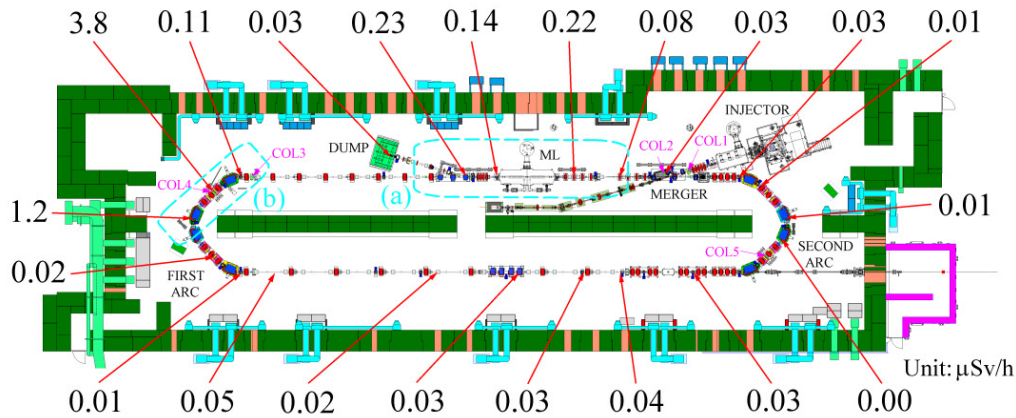 3.8 0.11 0.03 0.23 0.14 0.22 0.08 0.03 0.03 0.01
INJECTOR
DUMP ML COL2 COL1
COL3
COL4 (a) MERGER
(b)
1.2 0.01
COL5 SECOND
ARC
0.02 FIRST
ARC
Unit: μSv/h
0.01 0.05 0.02 0.03 0.03 0.03 0.04 0.03 0.00